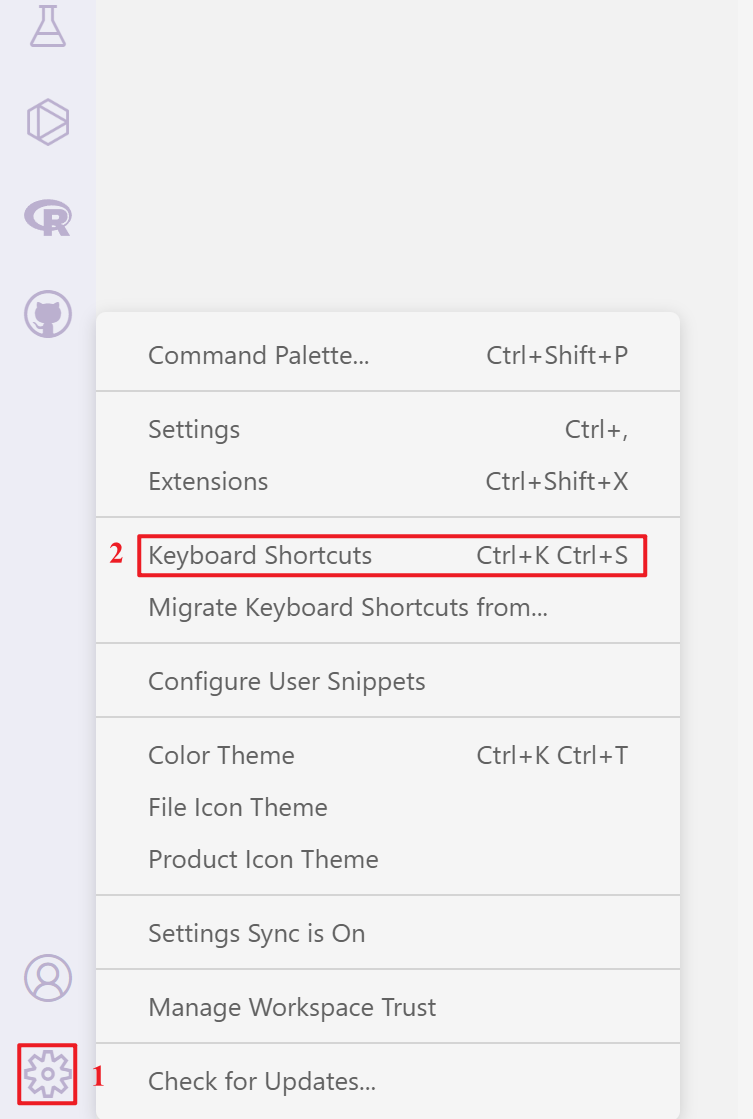 R
Command Palette... Ctrl+Shift+P
Settings Ctrl+,
Extensions Ctrl+Shift+X
2 Keyboard Shortcuts Ctrl+K Ctrl+S
Migrate Keyboard Shortcuts from...
Configure User Snippets
Color Theme Ctrl+K Ctrl+T
File Icon Theme
Product Icon Theme
Settings Sync is On
Manage Workspace Trust
1
Check for Updates...